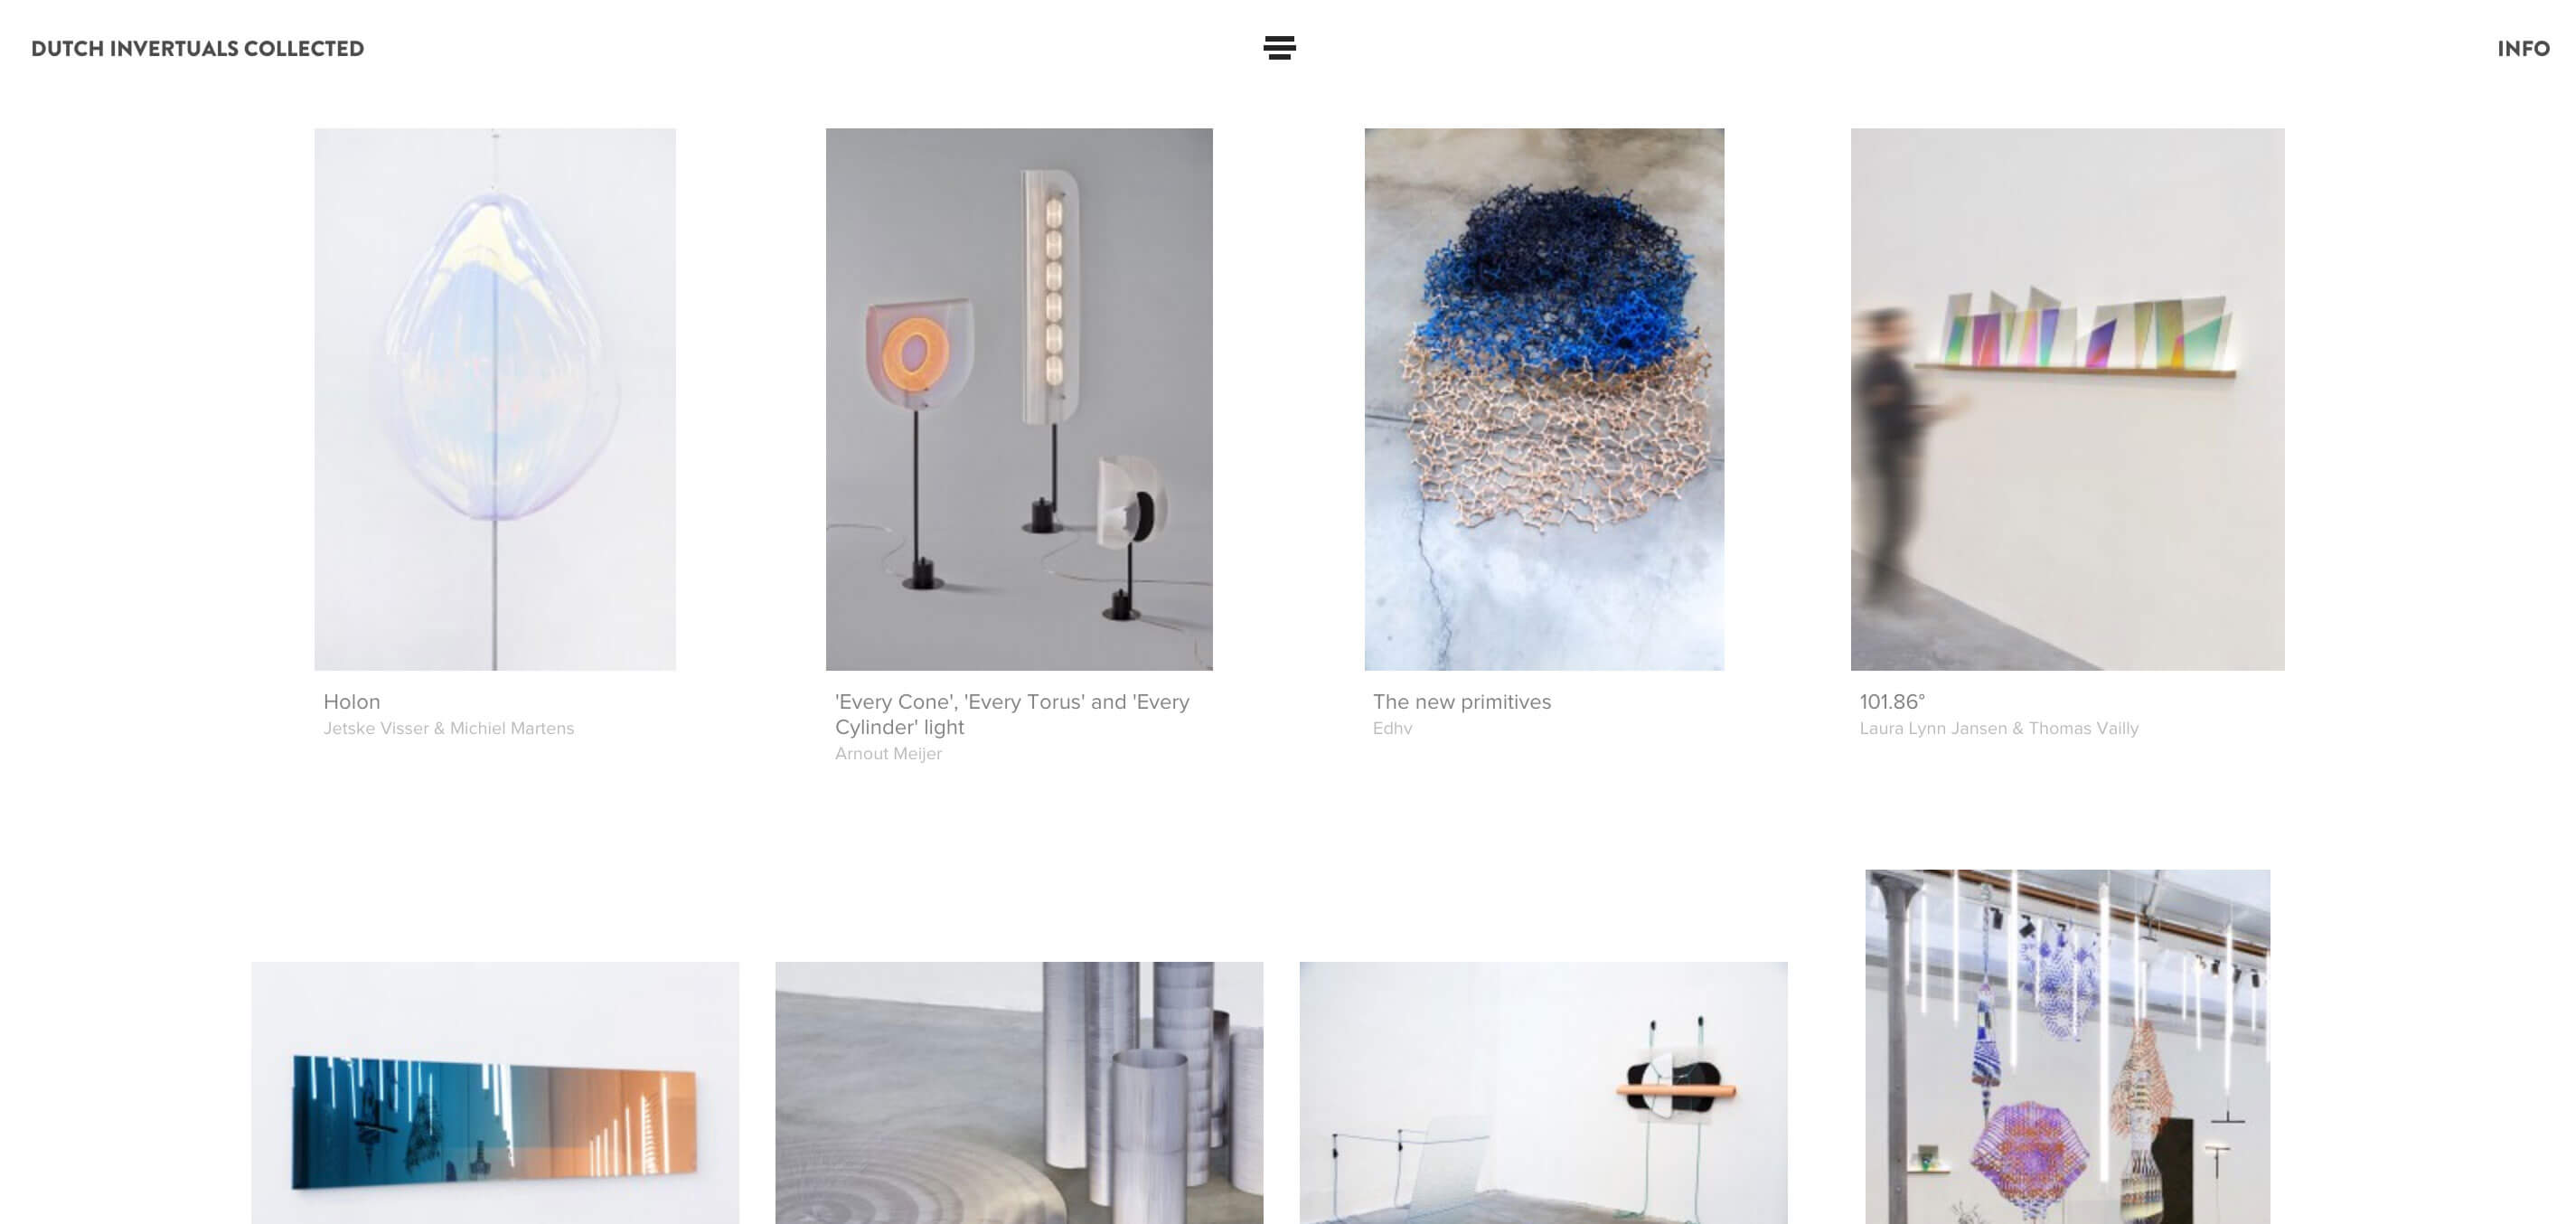 DUTCH INVERTUALS COLLECTED
INFO
Holon
Jetske Visser & Michiel Martens
'Every Cone', 'Every Torus' and 'Every
Cylinder' light
Arnout Meijer
The new primitives
Edhv
101.86°
Laura Lynn Jansen & Thomas Vailly